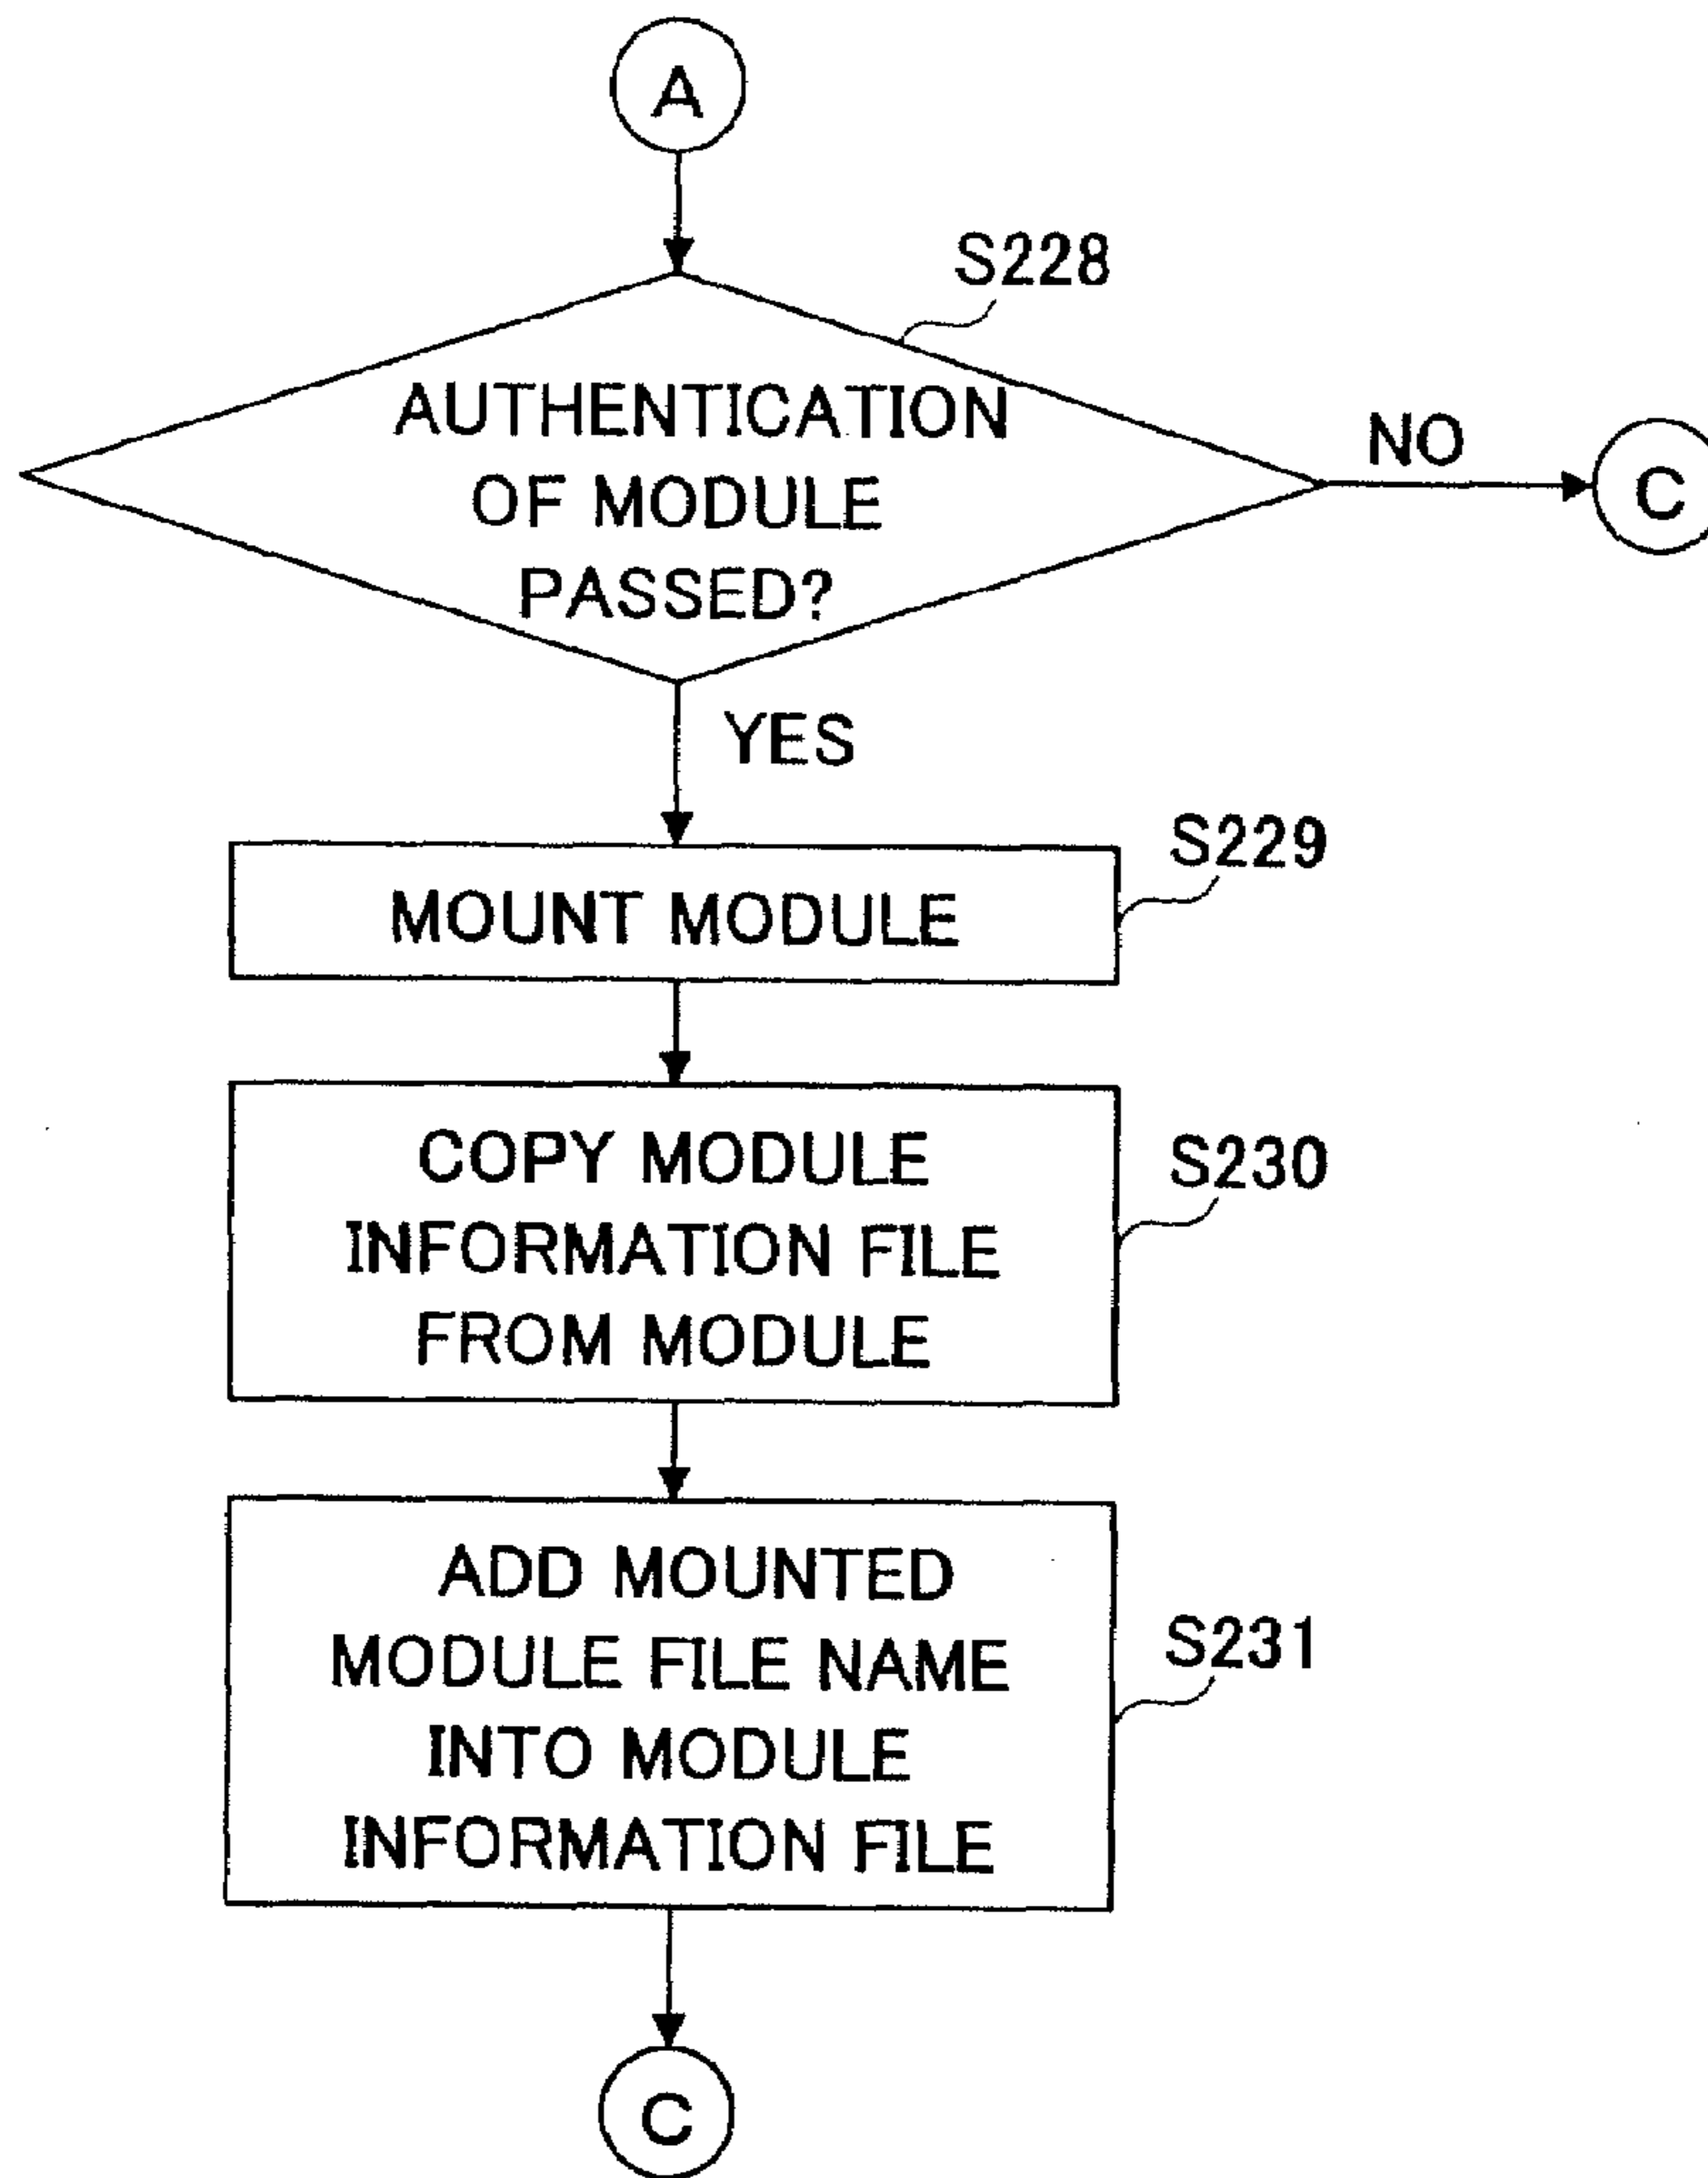 A
S228
AUTHENTICATION
OF MODULE
PASSED?
NO
C
YES
S229
MOUNT MODULE
COPY MODULE
INFORMATION FILE
FROM MODULE
S230
ADD MOUNTED
MODULE FILE NAME
INTO MODULE
INFORMATION FILE
S231
C